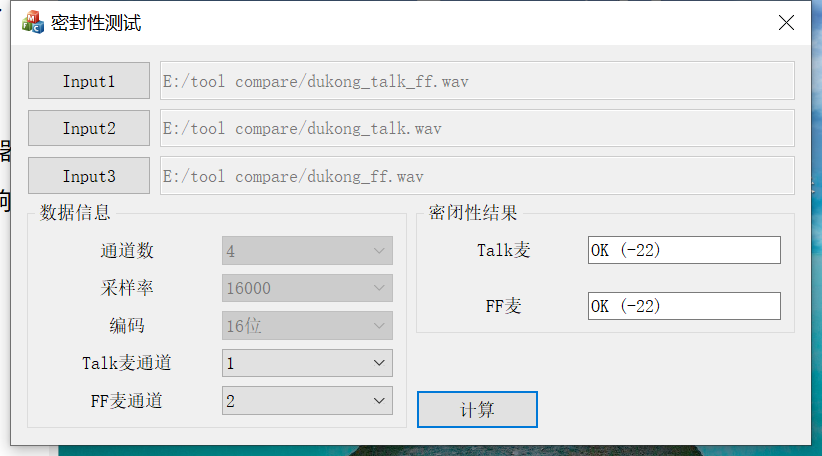 密封性测试
Input1
E:/tool compare/dukong_talk_ff.wav
Input2
E:/tool compare/dukong_talk.wav
Input3
E:/tool compare/dukong_ff.wav
数据信息
通道数
4
采样率
16000
编码
16位
Talk麦通道
1
FF麦通道
2
密闭性结果
Talk麦
OK (-22)
FF麦
OK (-22)
计算